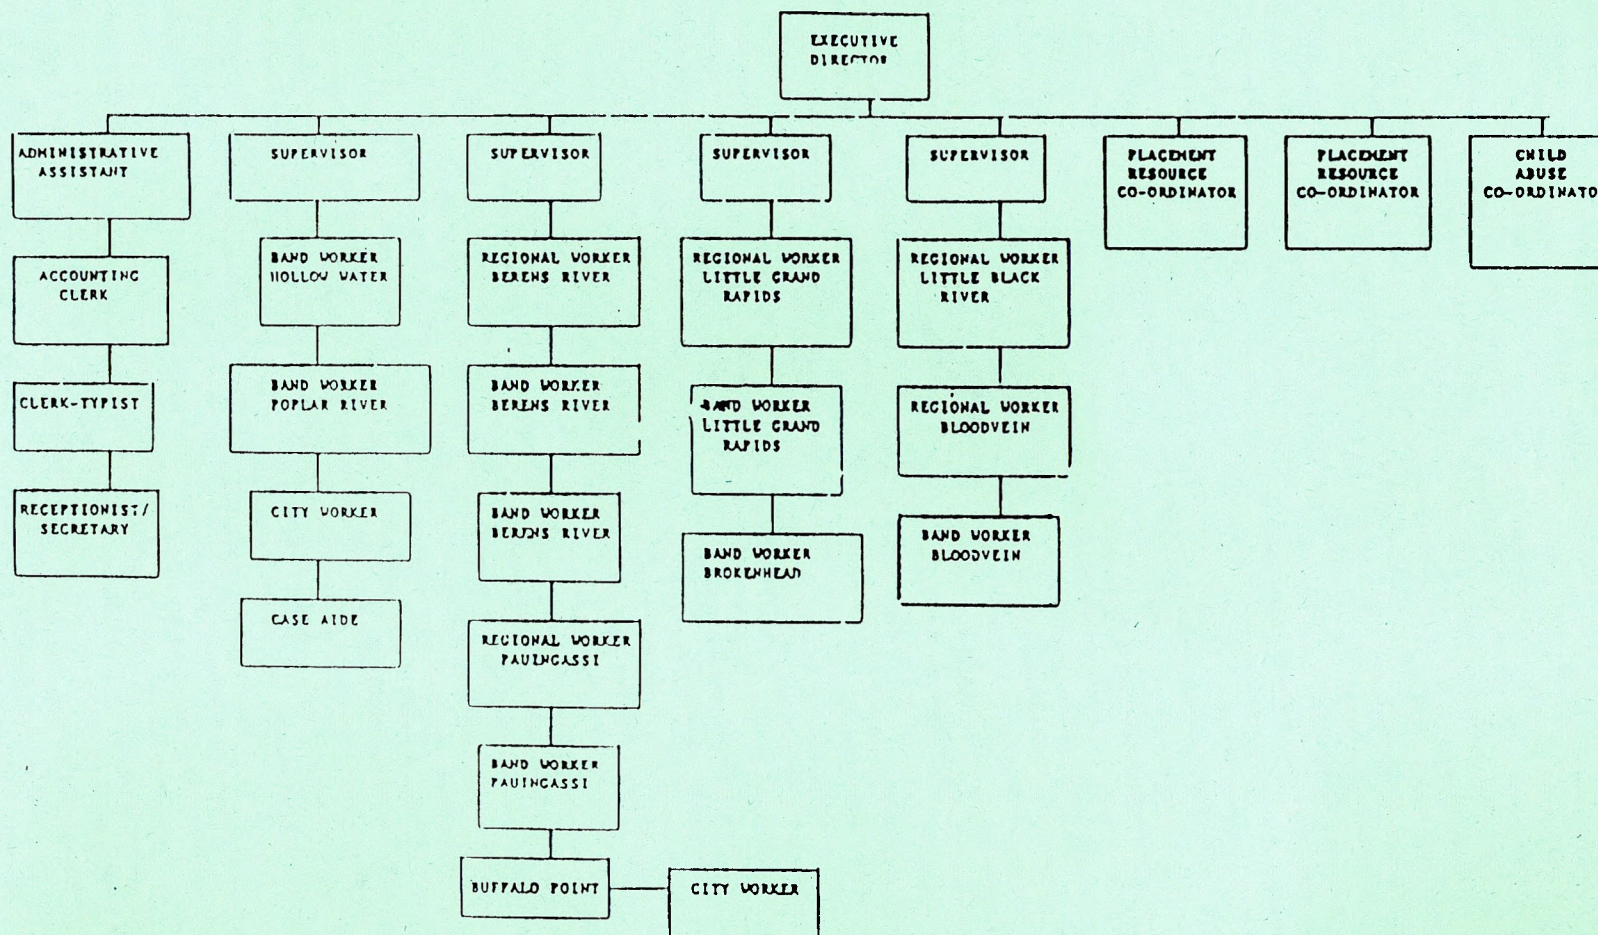 EXECUTIVE
DIRECTOR
ADMINISTRATIVE
ASSISTANT
ACCOUNTING
CLERK
CLERK-TYPIST
RECEPTIONIST/
SECRETARY
SUPERVISOR
BAND WORKER
HOLLOW WATER
BAND WORKER
POPLAR RIVER
CITY WORKER
CASE AIDE
SUPERVISOR
REGIONAL WORKER
BERENS RIVER
BAND WORKER
BERENS RIVER
BAND WORKER
BERENS RIVER
REGIONAL WORKER
PAUINGASSI
BAND WORKER
PAUINGASSI
BUFFALO POINT
CITY WORKER
SUPERVISOR
REGIONAL WORKER
LITTLE GRAND
RAPIDS
BAND WORKER
LITTLE GRAND
RAPIDS
BAND WORKER
BROKENHEAD
SUPERVISOR
REGIONAL WORKER
LITTLE BLACK
RIVER
REGIONAL WORKER
BLOODVEIN
BAND WORKER
BLOODVEIN
PLACEMENT
RESOURCE
CO-ORDINATOR
PLACEMENT
RESOURCE
CO-ORDINATOR
CHILD
ABUSE
CO-ORDINATO